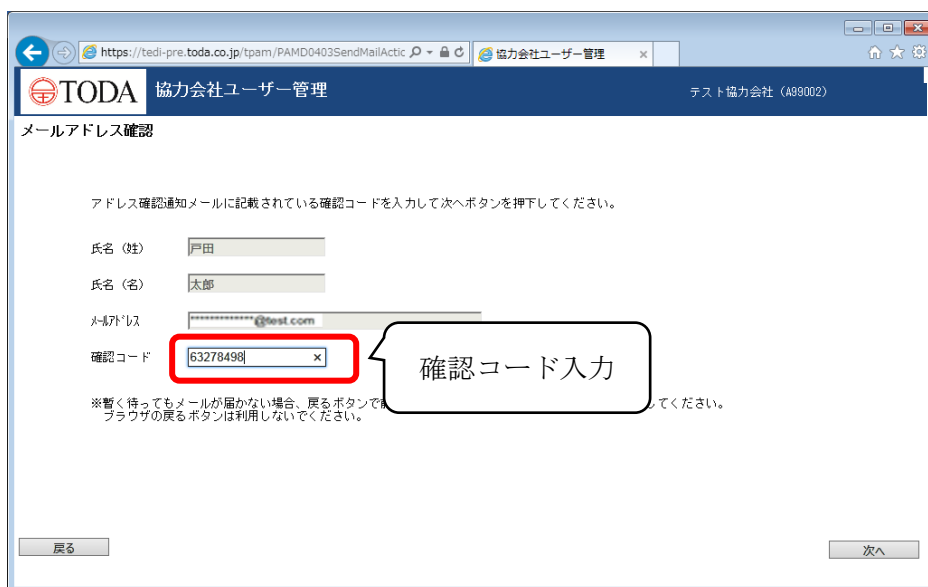 https://tedi-pre.toda.co.jp/tpam/PAMD0403SendMailActic
協力会社ユーザー管理
TODA 協力会社ユーザー管理
テスト協力会社（A99002）
メールアドレス確認
アドレス確認通知メールに記載されている確認コードを入力して次へボタンを押下してください。
氏名（姓） 戸田
氏名（名） 太郎
ﾒｰﾙｱﾄﾞﾚｽ **************@test.com
確認コード 63278498
確認コード入力
※暫く待ってもメールが届かない場合、戻るボタンで してください。
ブラウザの戻るボタンは利用しないでください。
戻る
次へ